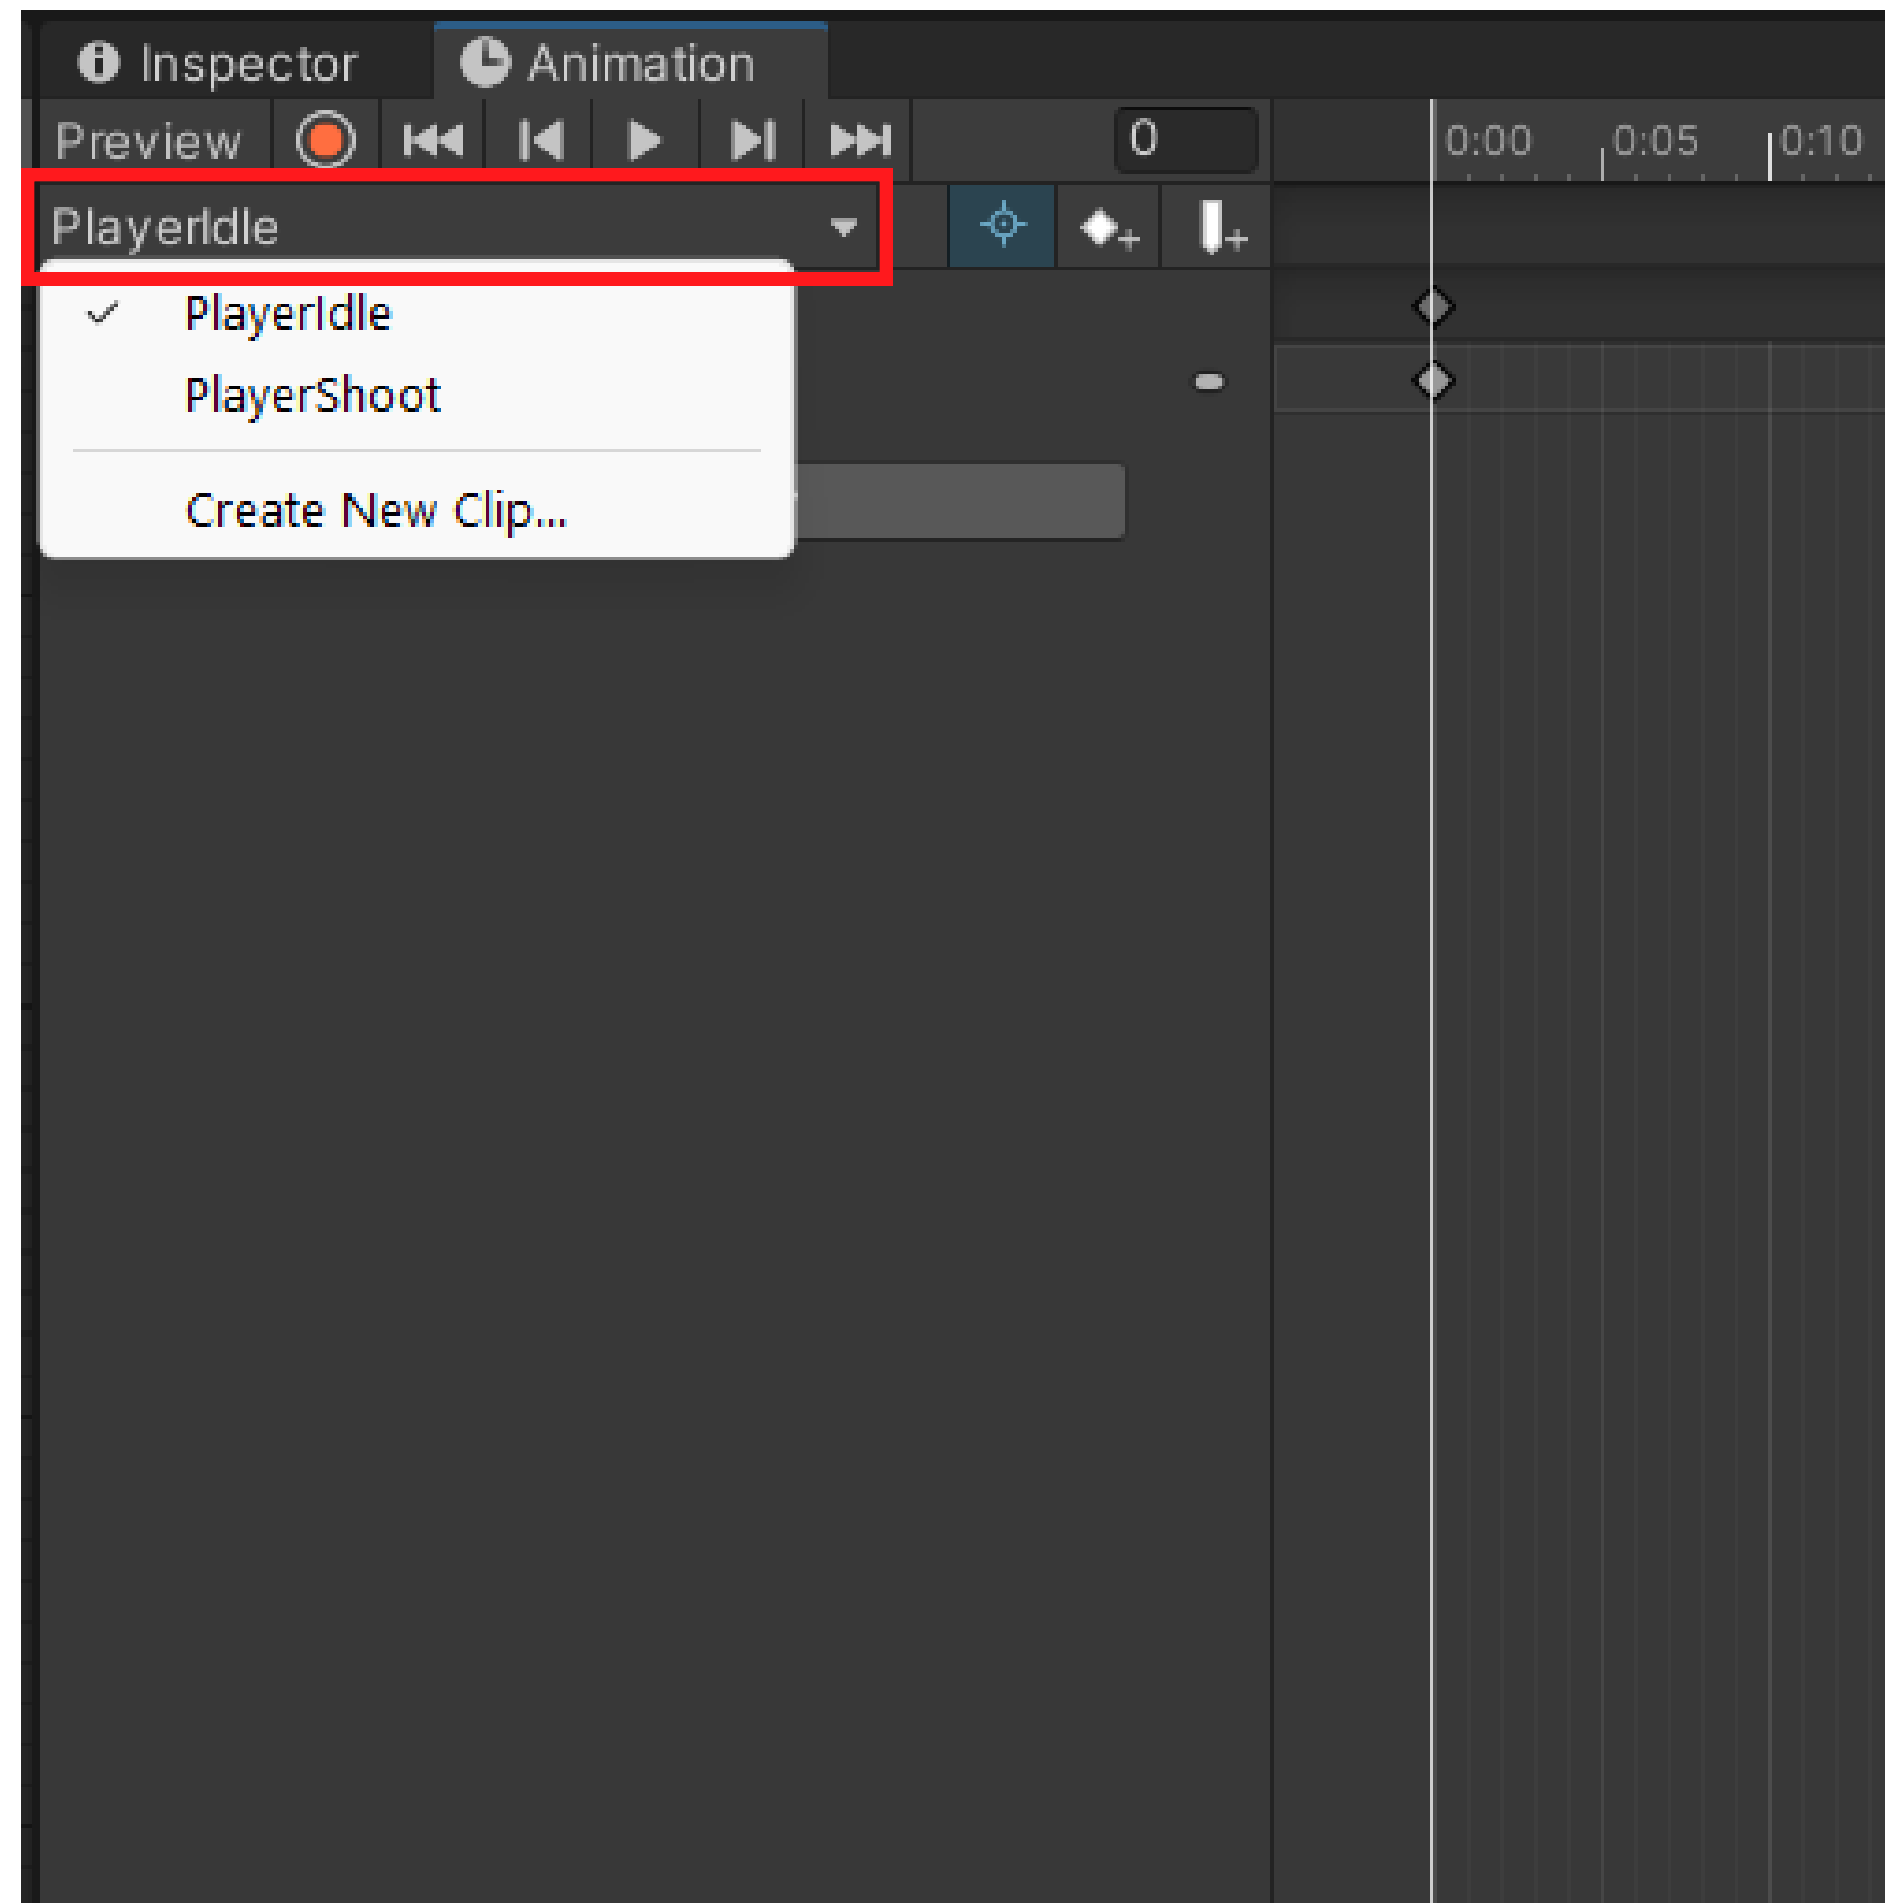 Inspector Animation
Preview 0 0:00 0:05 0:10
PlayerIdle
PlayerIdle
PlayerShoot
Create New Clip...